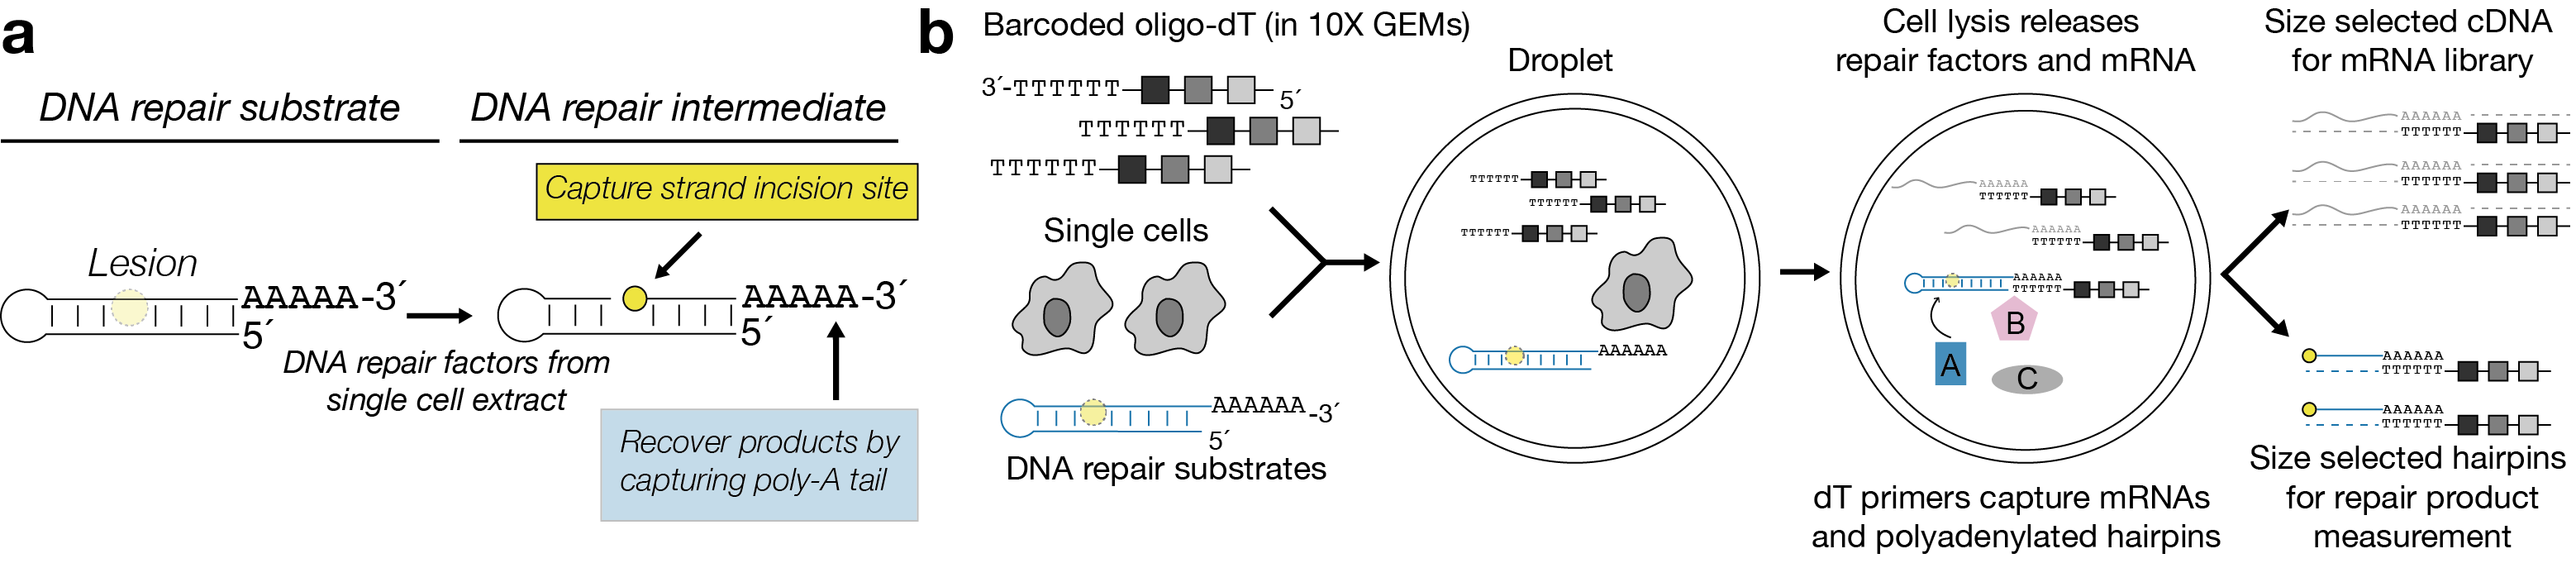 a
DNA repair substrate
DNA repair intermediate
Capture strand incision site
Lesion
AAAAA-3´
5´
AAAAA-3´
5´
DNA repair factors from
single cell extract
Recover products by
capturing poly-A tail
b
Barcoded oligo-dT (in 10X GEMs)
3´-TTTTTT
5´
TTTTTT
TTTTTT
Single cells
AAAAAA-3´
5´
DNA repair substrates
Droplet
TTTTTT
TTTTTT
TTTTTT
AAAAAA
Cell lysis releases
repair factors and mRNA
AAAAAA
TTTTTT
AAAAAA
TTTTTT
AAAAAA
TTTTTT
B
A
C
dT primers capture mRNAs
and polyadenylated hairpins
Size selected cDNA
for mRNA library
AAAAAA
TTTTTT
AAAAAA
TTTTTT
AAAAAA
TTTTTT
AAAAAA
TTTTTT
AAAAAA
TTTTTT
Size selected hairpins
for repair product
measurement